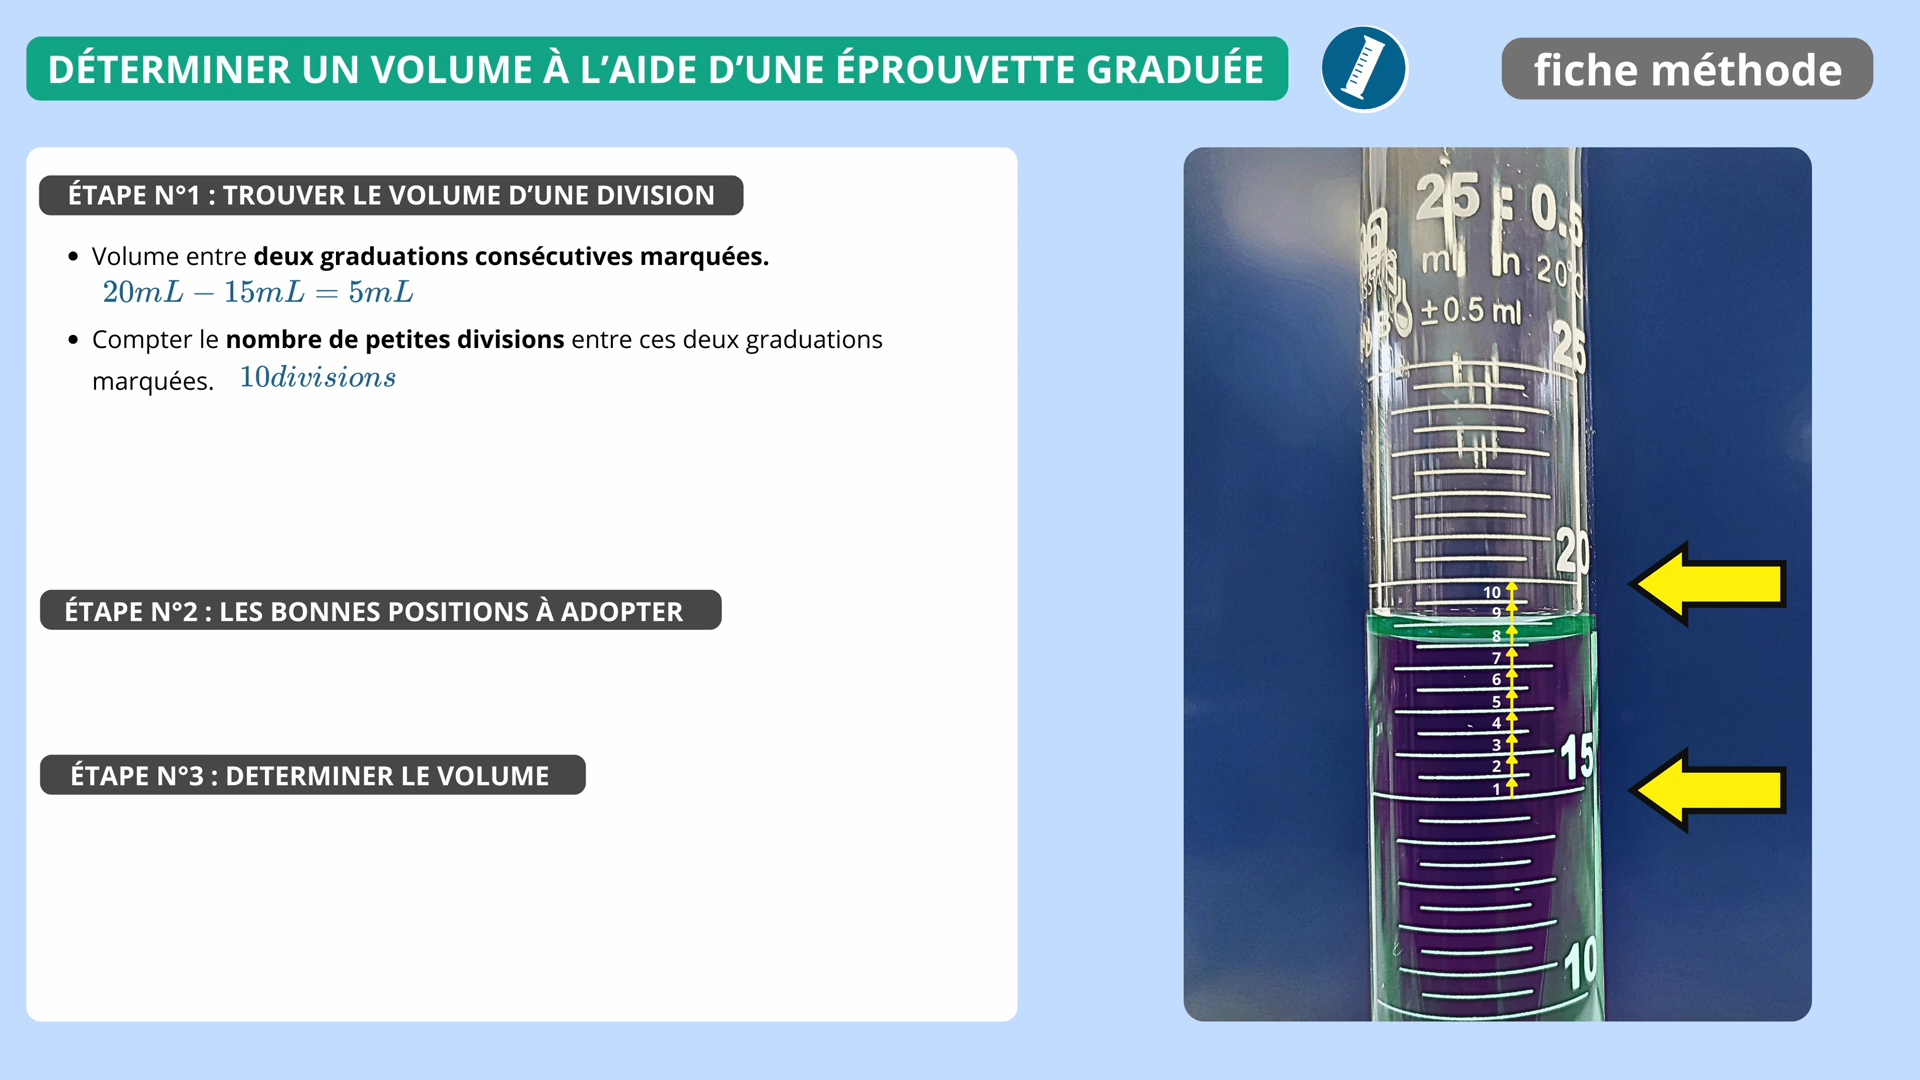 DÉTERMINER UN VOLUME À L’AIDE D’UNE ÉPROUVETTE GRADUÉE
fiche méthode
ÉTAPE N°1 : TROUVER LE VOLUME D’UNE DIVISION
• Volume entre deux graduations consécutives marquées.
20mL − 15mL = 5mL
• Compter le nombre de petites divisions entre ces deux graduations
marquées. 10divisions
ÉTAPE N°2 : LES BONNES POSITIONS À ADOPTER
ÉTAPE N°3 : DETERMINER LE VOLUME
25 : 0.5
ml In 20°C
±0.5 ml
25
20
10
9
8
7
6
5
4
3
2
1
15
10